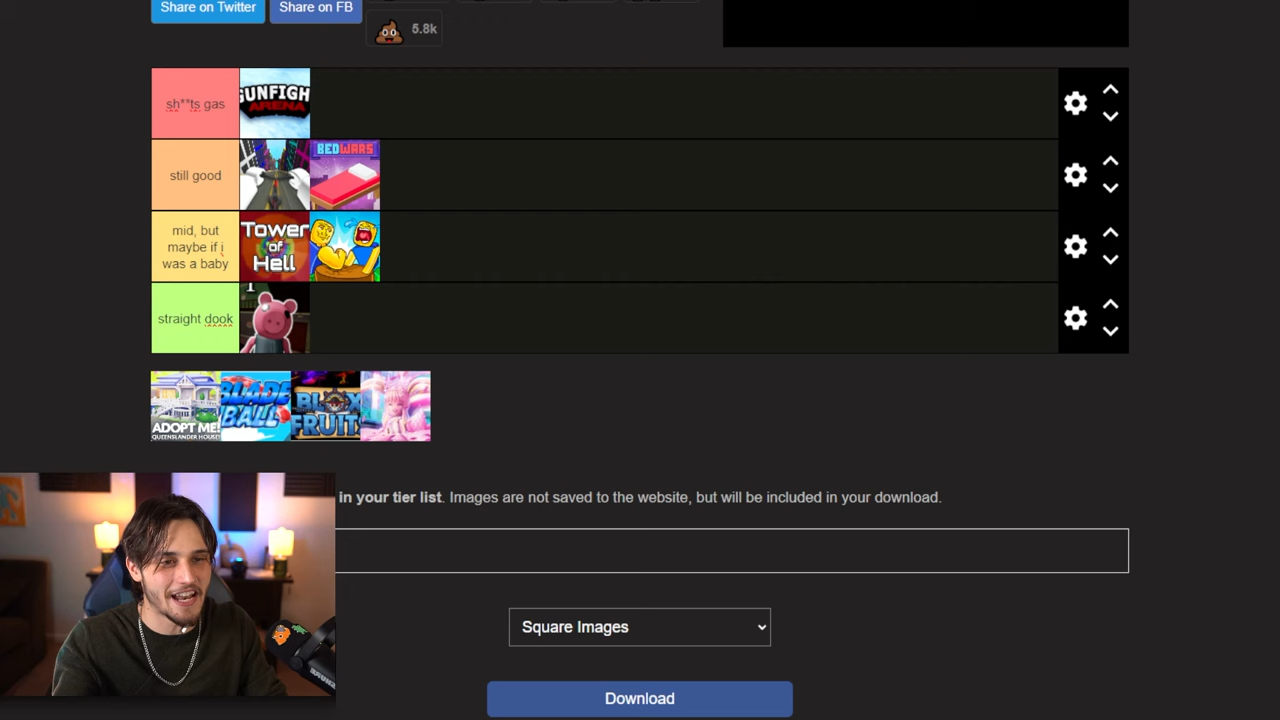 Share on Twitter
Share on FB
5.8k
sh**ts gas
GUNFIGH
ARENA
still good
BEDWARS
mid, but
maybe if i
was a baby
Tower
of
Hell
straight dook
1
ADOPT ME!
QUEENSLANDER HOUSE!
BLADE
BALL
BLOX
FRUIT
in your tier list. Images are not saved to the website, but will be included in your download.
Square Images
Download